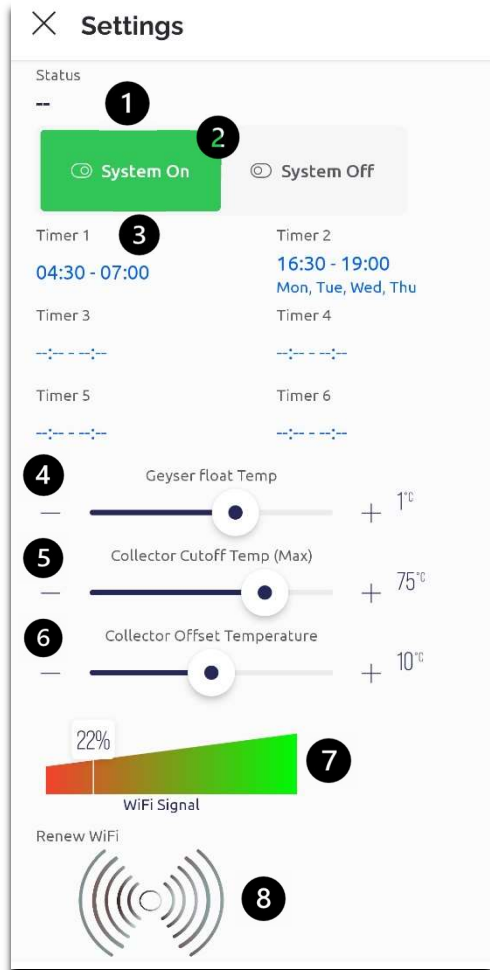 Settings
Status
--
1
2
System On
System Off
Timer 1
3
Timer 2
04:30 - 07:00
16:30 - 19:00
Mon, Tue, Wed, Thu
Timer 3
Timer 4
--:-- - --:--
--:-- - --:--
Timer 5
Timer 6
--:-- - --:--
--:-- - --:--
4
Geyser float Temp
1°C
5
Collector Cutoff Temp (Max)
75°C
6
Collector Offset Temperature
10°C
22%
7
WiFi Signal
Renew WiFi
8